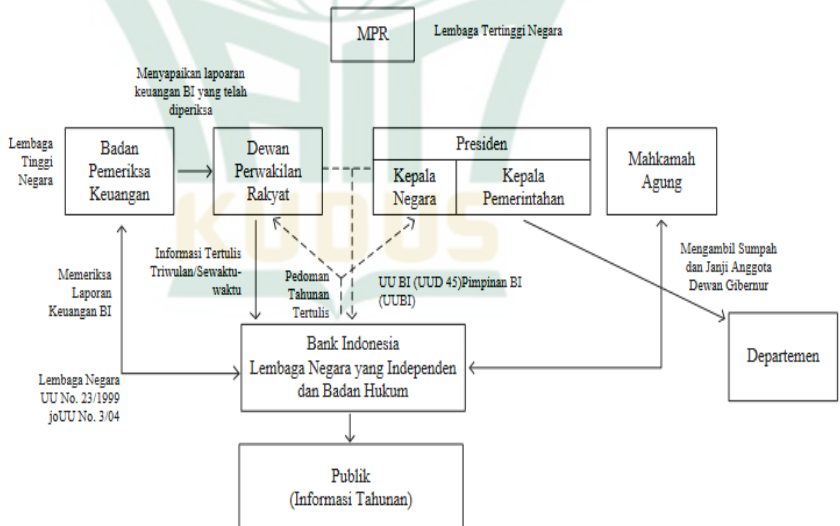 MPR
Lembaga Tertinggi Negara
Menyapaikan lapoaran
keuangan BI yang telah
diperiksa
Lembaga
Tinggi
Negara
Badan
Pemeriksa
Keuangan
Dewan
Perwakilan
Rakyat
Presiden
Kepala
Negara
Kepala
Pemerintahan
Mahkamah
Agung
KUDUS
Memeriksa
Laporan
Keuangan BI
Informasi Tertulis
Triwulan/Sewaktu-
waktu
Pedoman
Tahunan
Tertulis
UU BI (UUD 45)Pimpinan BI
(UUBI)
Mengambil Sumpah
dan Janji Anggota
Dewan Gibernur
Bank Indonesia
Lembaga Negara yang Independen
dan Badan Hukum
Departemen
Lembaga Negara
UU No. 23/1999
joUU No. 3/04
Publik
(Informasi Tahunan)